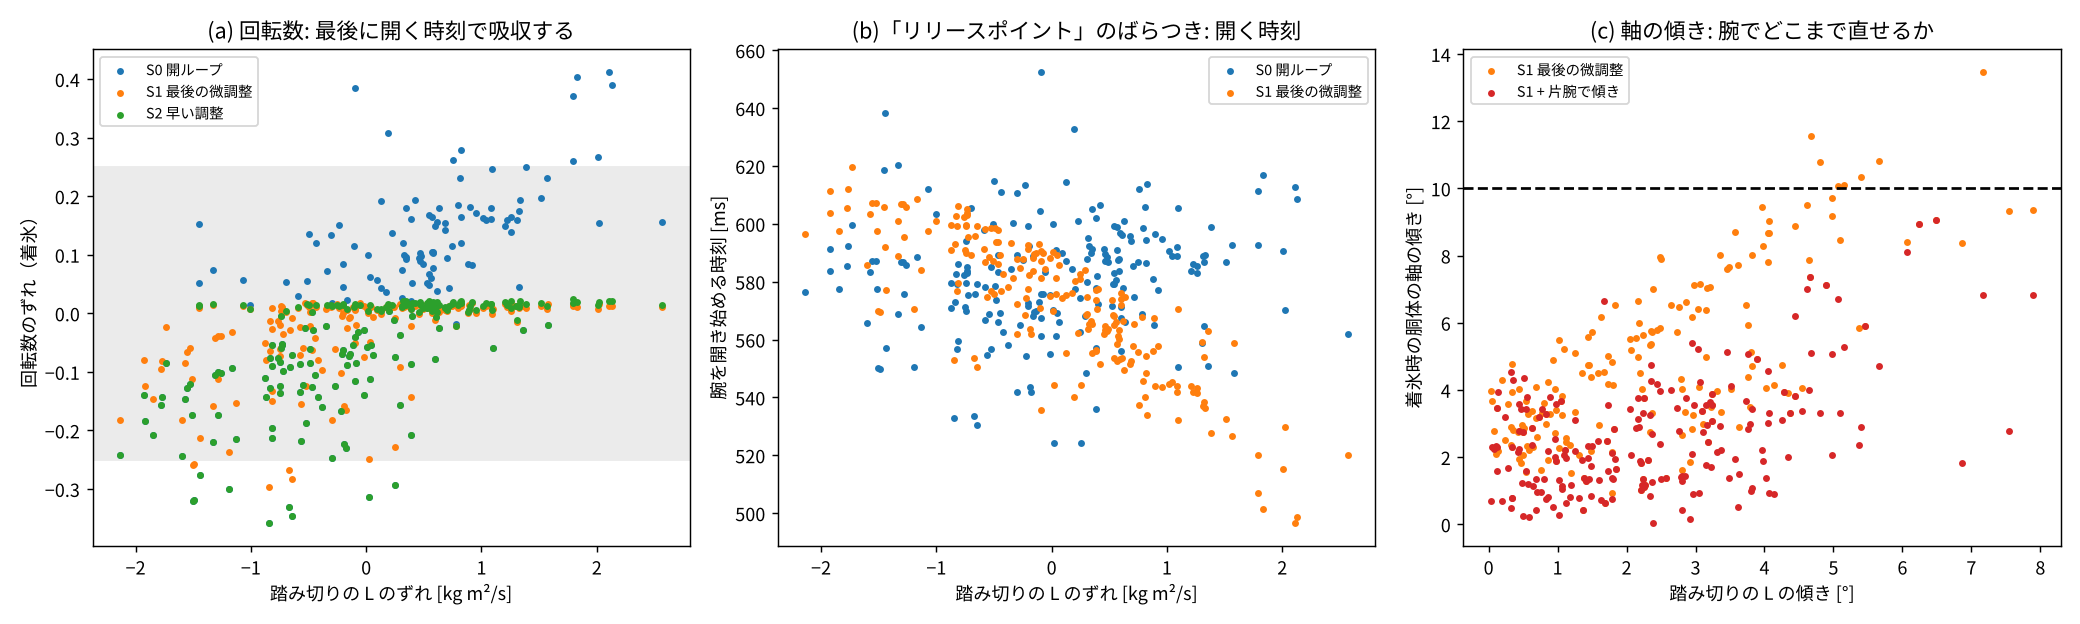 (a) 回転数: 最後に開く時刻で吸収する
回転数のずれ（着氷）
0.4
0.3
0.2
0.1
0.0
−0.1
−0.2
−0.3
S0 開ループ
S1 最後の微調整
S2 早い調整
−2
−1
0
1
2
踏み切りの L のずれ [kg m²/s]
(b)「リリースポイント」のばらつき: 開く時刻
腕を開き始める時刻 [ms]
660
640
620
600
580
560
540
520
500
S0 開ループ
S1 最後の微調整
−2
−1
0
1
2
踏み切りの L のずれ [kg m²/s]
(c) 軸の傾き: 腕でどこまで直せるか
着氷時の胴体の軸の傾き [°]
14
12
10
8
6
4
2
0
S1 最後の微調整
S1 + 片腕で傾き
0
1
2
3
4
5
6
7
8
踏み切りの L の傾き [°]